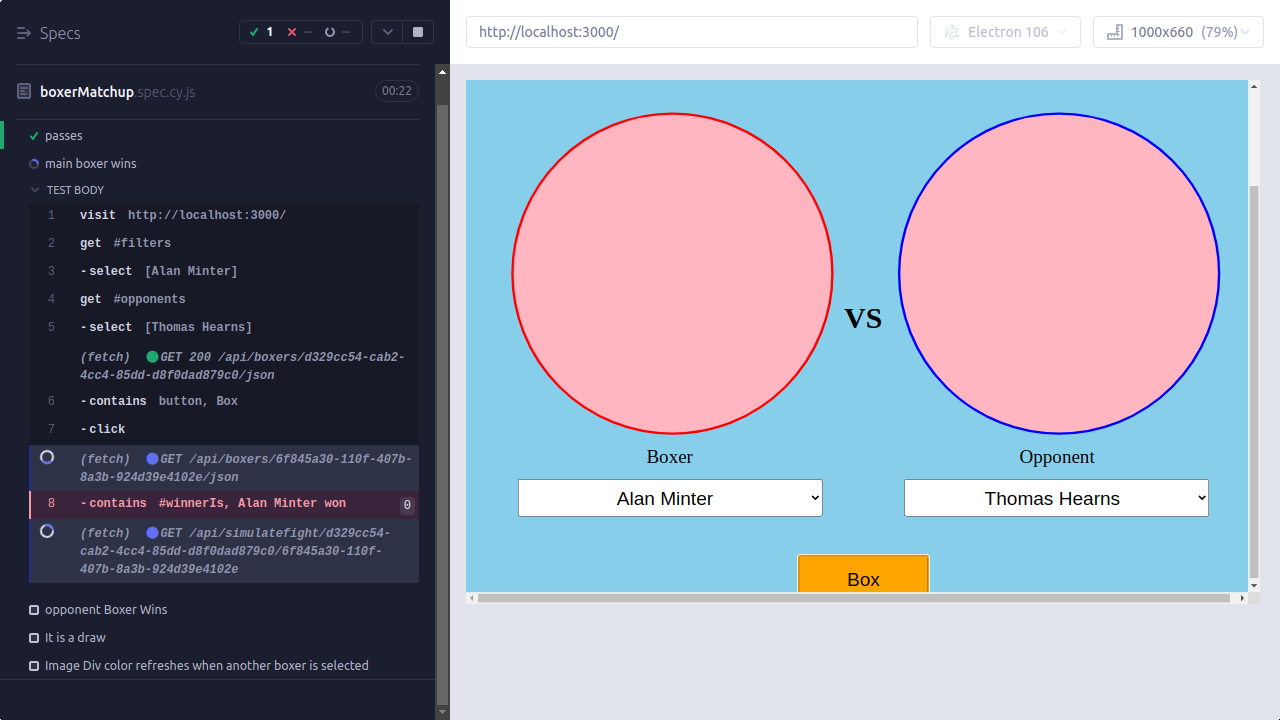 Specs
1
--
--
http://localhost:3000/
Electron 106
1000x660 (79%)
boxerMatchup.spec.cy.js
00:22
passes
main boxer wins
TEST BODY
1 visit http://localhost:3000/
2 get #filters
3 -select [Alan Minter]
4 get #opponents
5 -select [Thomas Hearns]
(fetch) GET 200 /api/boxers/d329cc54-cab2-
4cc4-85dd-d8f0dad879c0/json
6 -contains button, Box
7 -click
(fetch) GET /api/boxers/6f845a30-110f-407b-
8a3b-924d39e4102e/json
8 -contains #winnerIs, Alan Minter won 0
(fetch) GET /api/simulatefight/d329cc54-
cab2-4cc4-85dd-d8f0dad879c0/6f845a30-110f-
407b-8a3b-924d39e4102e
opponent Boxer Wins
It is a draw
Image Div color refreshes when another boxer is selected
VS
Boxer
Opponent
Alan Minter
Thomas Hearns
Box